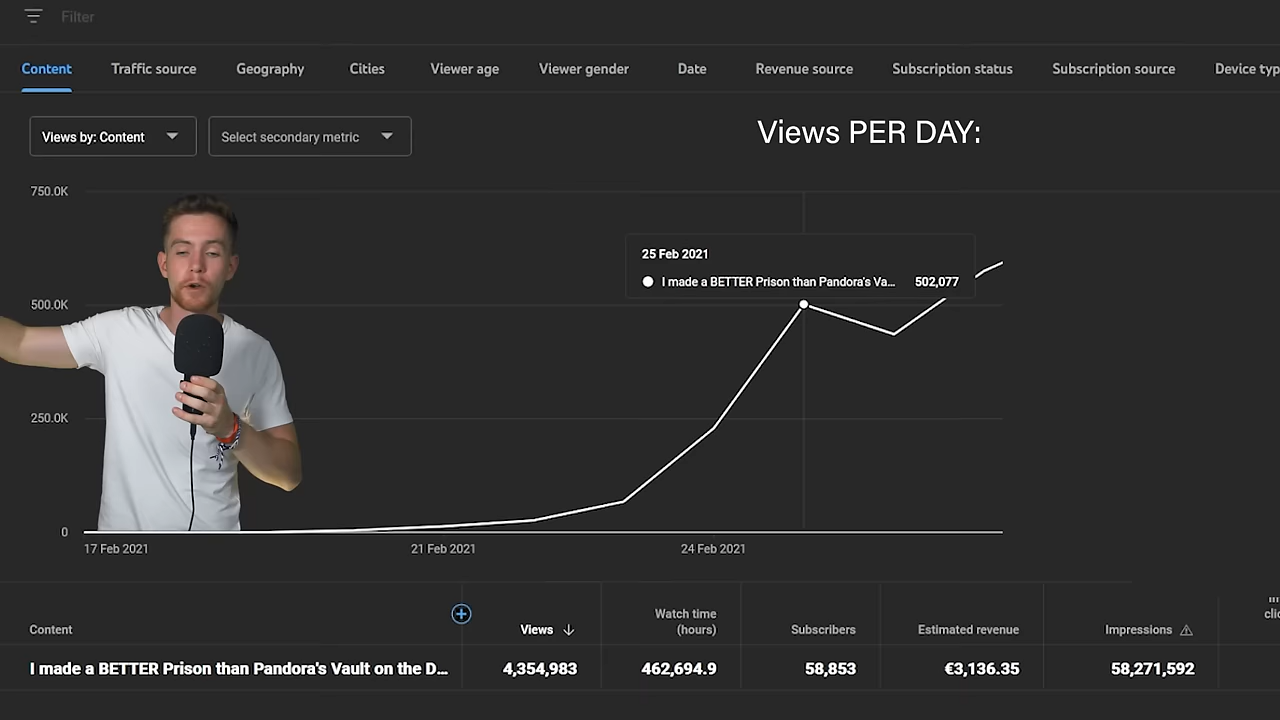 Filter
Content Traffic source Geography Cities Viewer age Viewer gender Date Revenue source Subscription status Subscription source Device typ
Views by: Content Select secondary metric
Views PER DAY:
750.0K
25 Feb 2021
I made a BETTER Prison than Pandora's Va... 502,077
500.0K
250.0K
0
17 Feb 2021 21 Feb 2021 24 Feb 2021
Content Views Watch time (hours) Subscribers Estimated revenue Impressions clic
I made a BETTER Prison than Pandora's Vault on the D... 4,354,983 462,694.9 58,853 €3,136.35 58,271,592